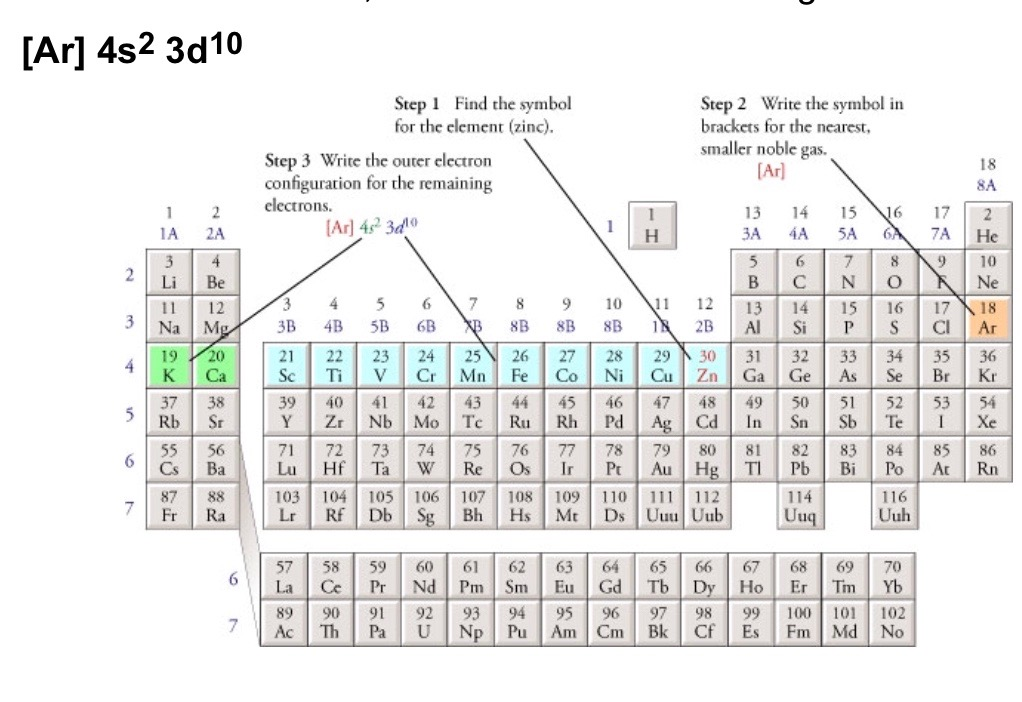 [Ar] 4s2 3d10
Step 1 Find the symbol
for the element (zinc).
Step 2 Write the symbol in
brackets for the nearest,
smaller noble gas.
[Ar]
Step 3 Write the outer electron
configuration for the remaining
electrons.
[Ar] 4s2 3d10
18
8A
1 2 13 14 15 16 17
1A 2A 3A 4A 5A 6A 7A
1 1 2
H He
2 3 4 5 6 7 8 9 10
Li Be B C N O F Ne
3 4 5 6 7 8 9 10 11 12
3B 4B 5B 6B 7B 8B 8B 8B 1B 2B
3 11 12 13 14 15 16 17 18
Na Mg Al Si P S Cl Ar
4 19 20 21 22 23 24 25 26 27 28 29 30 31 32 33 34 35 36
K Ca Sc Ti V Cr Mn Fe Co Ni Cu Zn Ga Ge As Se Br Kr
5 37 38 39 40 41 42 43 44 45 46 47 48 49 50 51 52 53 54
Rb Sr Y Zr Nb Mo Tc Ru Rh Pd Ag Cd In Sn Sb Te I Xe
6 55 56 71 72 73 74 75 76 77 78 79 80 81 82 83 84 85 86
Cs Ba Lu Hf Ta W Re Os Ir Pt Au Hg Tl Pb Bi Po At Rn
7 87 88 103 104 105 106 107 108 109 110 111 112 114 116
Fr Ra Lr Rf Db Sg Bh Hs Mt Ds Uuu Uub Uuq Uuh
6 57 58 59 60 61 62 63 64 65 66 67 68 69 70
La Ce Pr Nd Pm Sm Eu Gd Tb Dy Ho Er Tm Yb
7 89 90 91 92 93 94 95 96 97 98 99 100 101 102
Ac Th Pa U Np Pu Am Cm Bk Cf Es Fm Md No